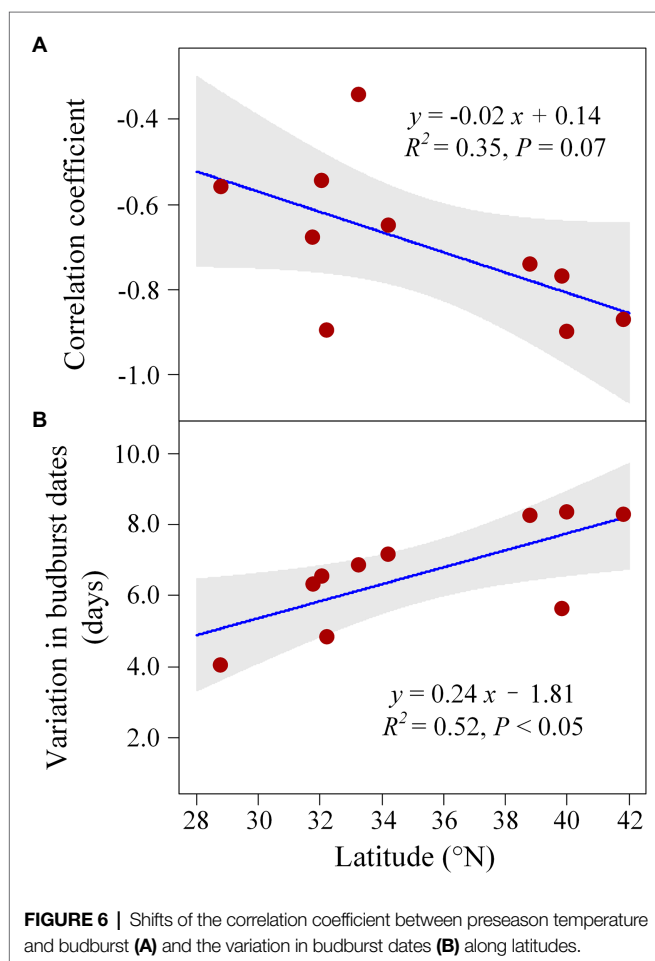 A
Correlation coefficient
-0.4
-0.6
-0.8
-1.0
y = -0.02 x + 0.14
R² = 0.35, P = 0.07
B
Variation in budburst dates
(days)
10.0
8.0
6.0
4.0
2.0
y = 0.24 x − 1.81
R² = 0.52, P < 0.05
28 30 32 34 36 38 40 42
Latitude (°N)
FIGURE 6 | Shifts of the correlation coefficient between preseason temperature
and budburst (A) and the variation in budburst dates (B) along latitudes.